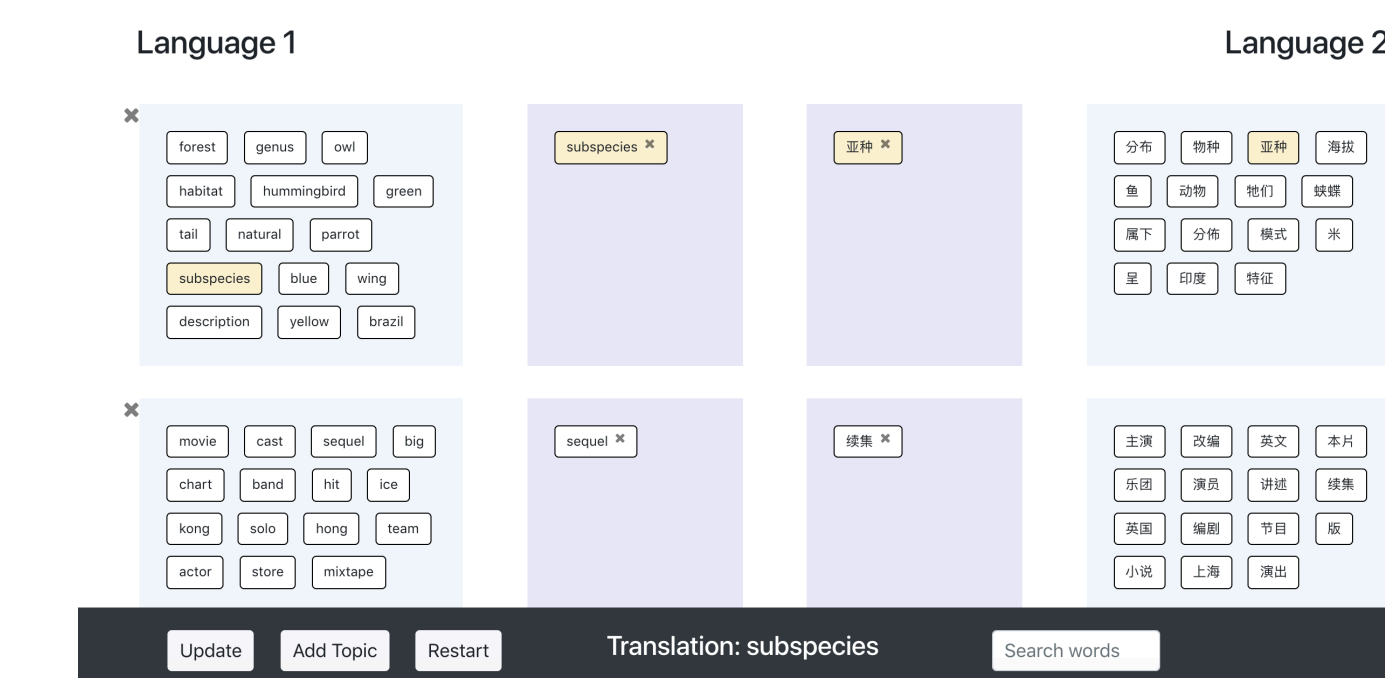 Language 1
Language 2
forest genus owl
habitat hummingbird green
tail natural parrot
subspecies blue wing
description yellow brazil
subspecies
亚种
分布 物种 亚种 海拔
鱼 动物 牠们 蛱蝶
属下 分佈 模式 米
呈 印度 特征
movie cast sequel big
chart band hit ice
kong solo hong team
actor store mixtape
sequel
续集
主演 改编 英文 本片
乐团 演员 讲述 续集
英国 编剧 节目 版
小说 上海 演出
Update Add Topic Restart Translation: subspecies Search words